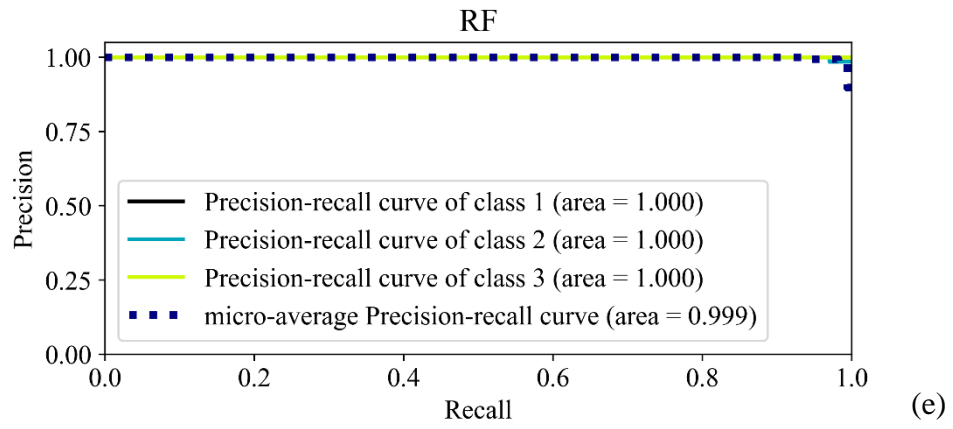 RF
1.00
0.75
0.50
0.25
0.00
Precision
Precision-recall curve of class 1 (area = 1.000)
Precision-recall curve of class 2 (area = 1.000)
Precision-recall curve of class 3 (area = 1.000)
micro-average Precision-recall curve (area = 0.999)
0.0 0.2 0.4 0.6 0.8 1.0
Recall
(e)